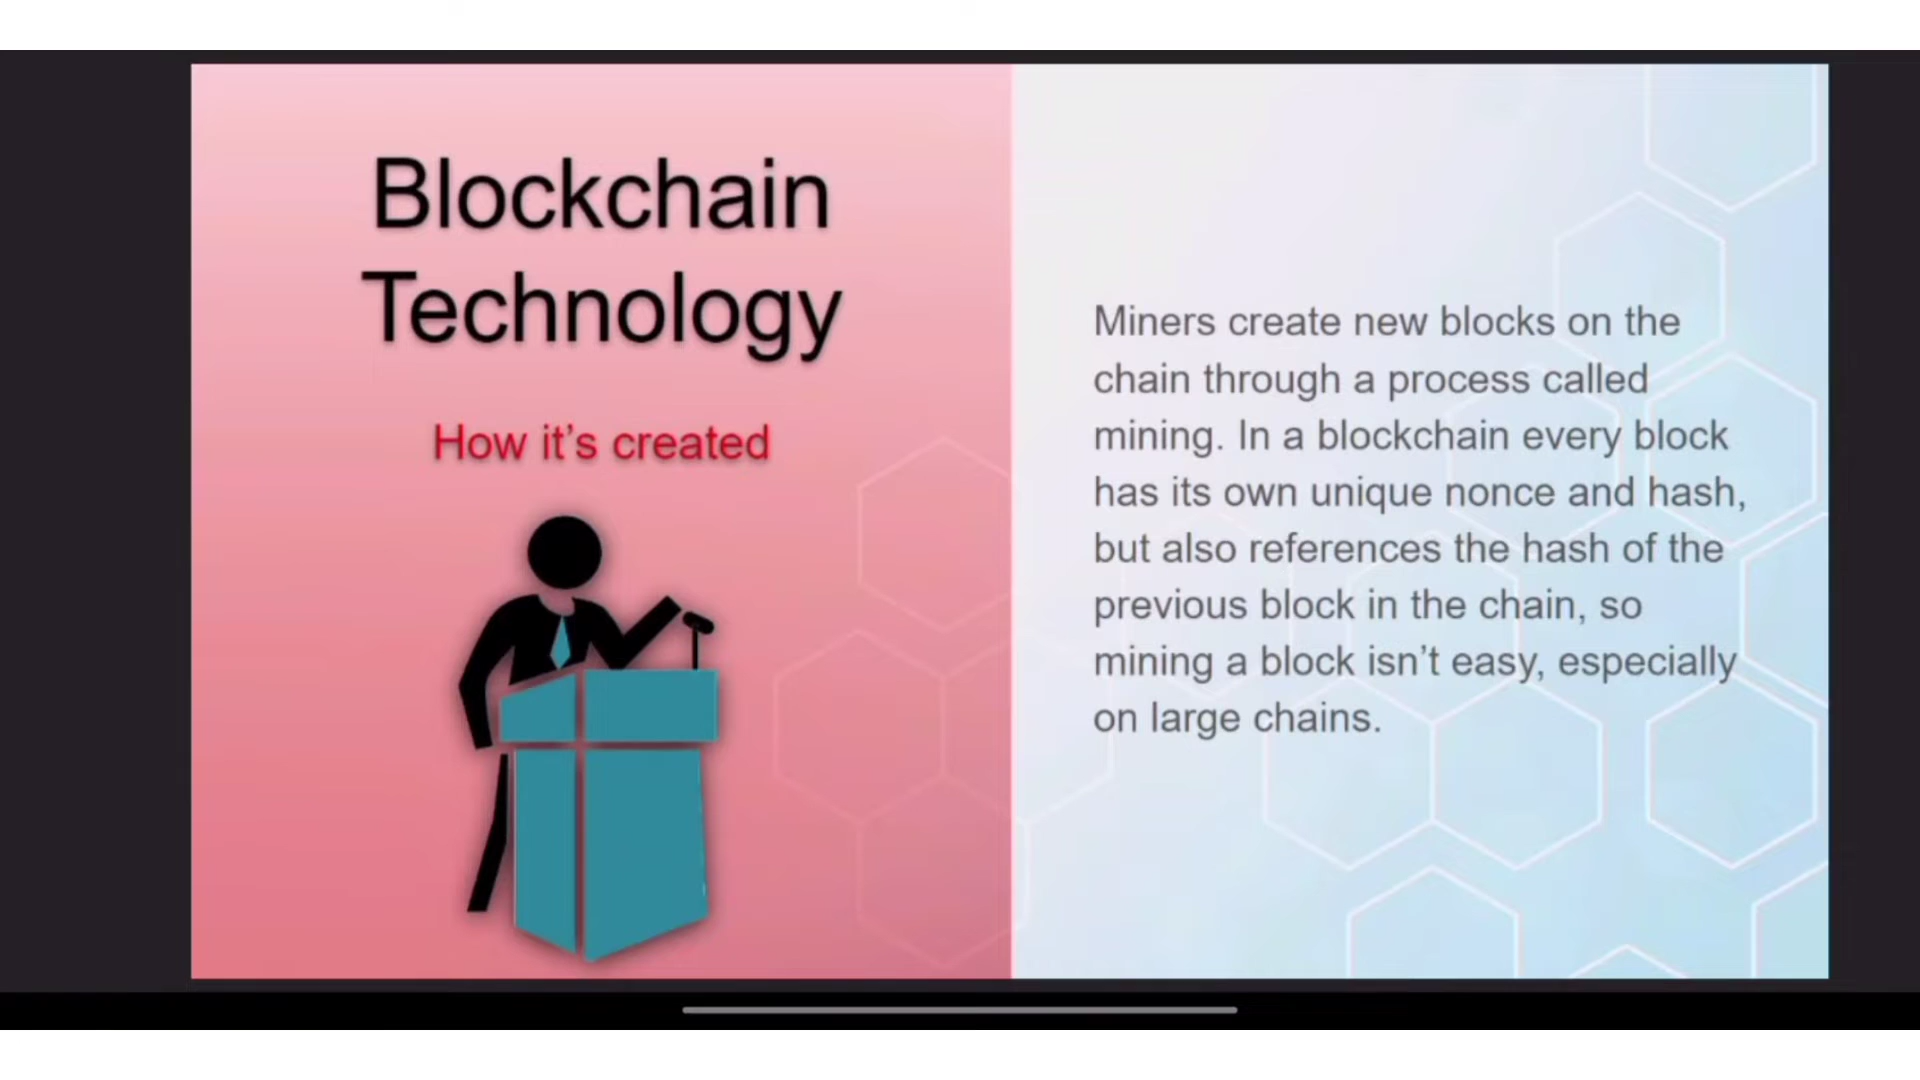 Blockchain
Technology
How it’s created
Miners create new blocks on the
chain through a process called
mining. In a blockchain every block
has its own unique nonce and hash,
but also references the hash of the
previous block in the chain, so
mining a block isn’t easy, especially
on large chains.